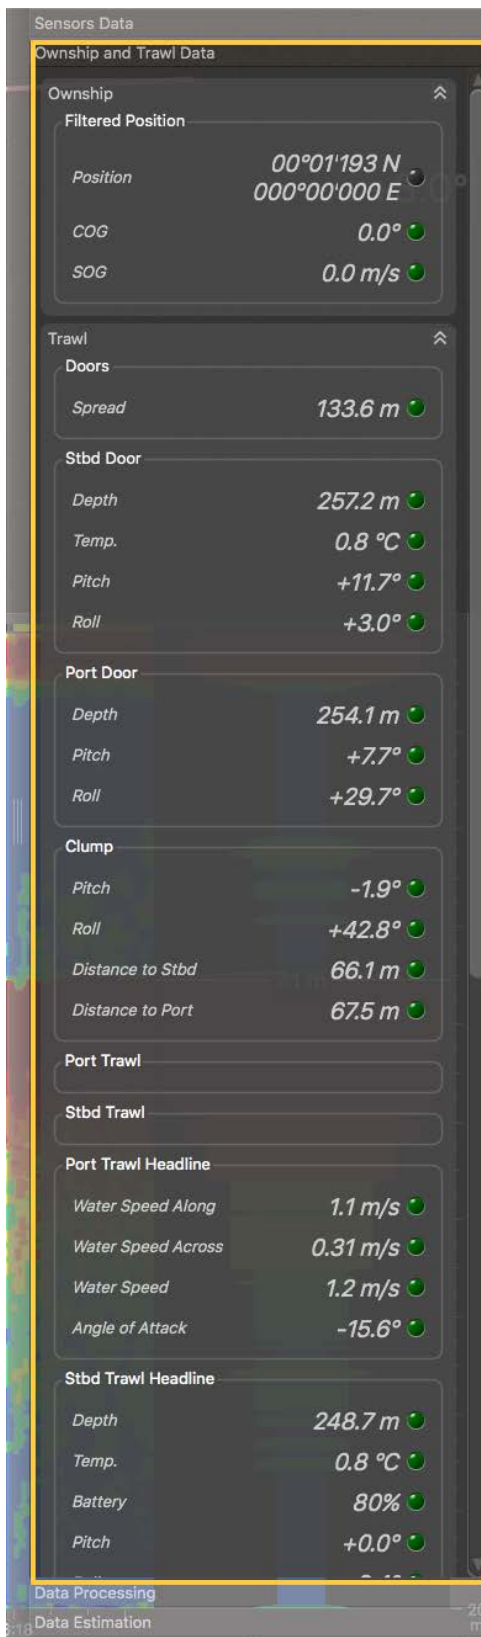 Sensors Data
Ownship and Trawl Data
Ownship
Filtered Position
Position 00°01'193 N
000°00'000 E
COG 0.0°
SOG 0.0 m/s
Trawl
Doors
Spread 133.6 m
Stbd Door
Depth 257.2 m
Temp. 0.8 °C
Pitch +11.7°
Roll +3.0°
Port Door
Depth 254.1 m
Pitch +7.7°
Roll +29.7°
Clump
Pitch -1.9°
Roll +42.8°
Distance to Stbd 66.1 m
Distance to Port 67.5 m
Port Trawl
Stbd Trawl
Port Trawl Headline
Water Speed Along 1.1 m/s
Water Speed Across 0.31 m/s
Water Speed 1.2 m/s
Angle of Attack -15.6°
Stbd Trawl Headline
Depth 248.7 m
Temp. 0.8 °C
Battery 80%
Pitch +0.0°
Data Processing
Data Estimation